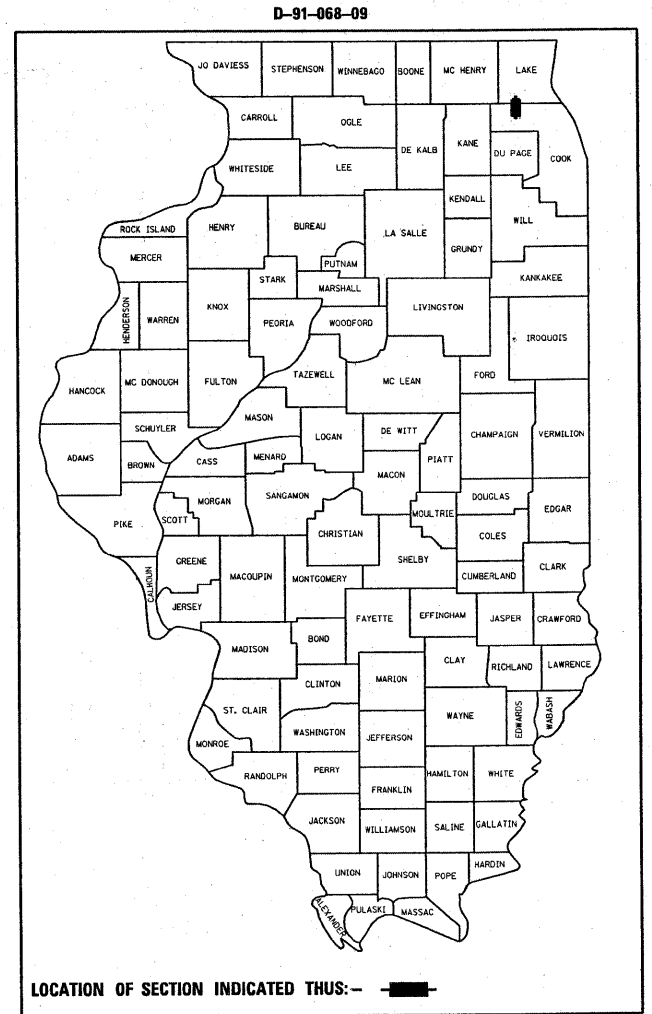 D-91-068-09
JO DAVIESS
STEPHENSON
WINNEBAGO
BOONE
MC HENRY
LAKE
CARROLL
OGLE
DE KALB
KANE
DU PAGE
COOK
WHITESIDE
LEE
KENDALL
WILL
ROCK ISLAND
HENRY
BUREAU
LA SALLE
GRUNDY
MERCER
PUTNAM
KANKAKEE
STARK
MARSHALL
HENDERSON
WARREN
KNOX
PEORIA
WOODFORD
LIVINGSTON
IROQUOIS
HANCOCK
MC DONOUGH
FULTON
TAZEWELL
MC LEAN
FORD
SCHUYLER
MASON
LOGAN
DE WITT
CHAMPAIGN
VERMILION
ADAMS
BROWN
CASS
MENARD
MACON
PIATT
PIKE
SCOTT
MORGAN
SANGAMON
CHRISTIAN
MOULTRIE
DOUGLAS
EDGAR
COLES
CALHOUN
GREENE
MACOUPIN
MONTGOMERY
SHELBY
CUMBERLAND
CLARK
JERSEY
FAYETTE
EFFINGHAM
JASPER
CRAWFORD
MADISON
BOND
CLAY
RICHLAND
LAWRENCE
CLINTON
MARION
ST. CLAIR
WAYNE
EDWARDS
WABASH
MONROE
WASHINGTON
JEFFERSON
RANDOLPH
PERRY
FRANKLIN
HAMILTON
WHITE
JACKSON
WILLIAMSON
SALINE
GALLATIN
UNION
JOHNSON
POPE
HARDIN
ALEXANDER
PULASKI
MASSAC
LOCATION OF SECTION INDICATED THUS:-